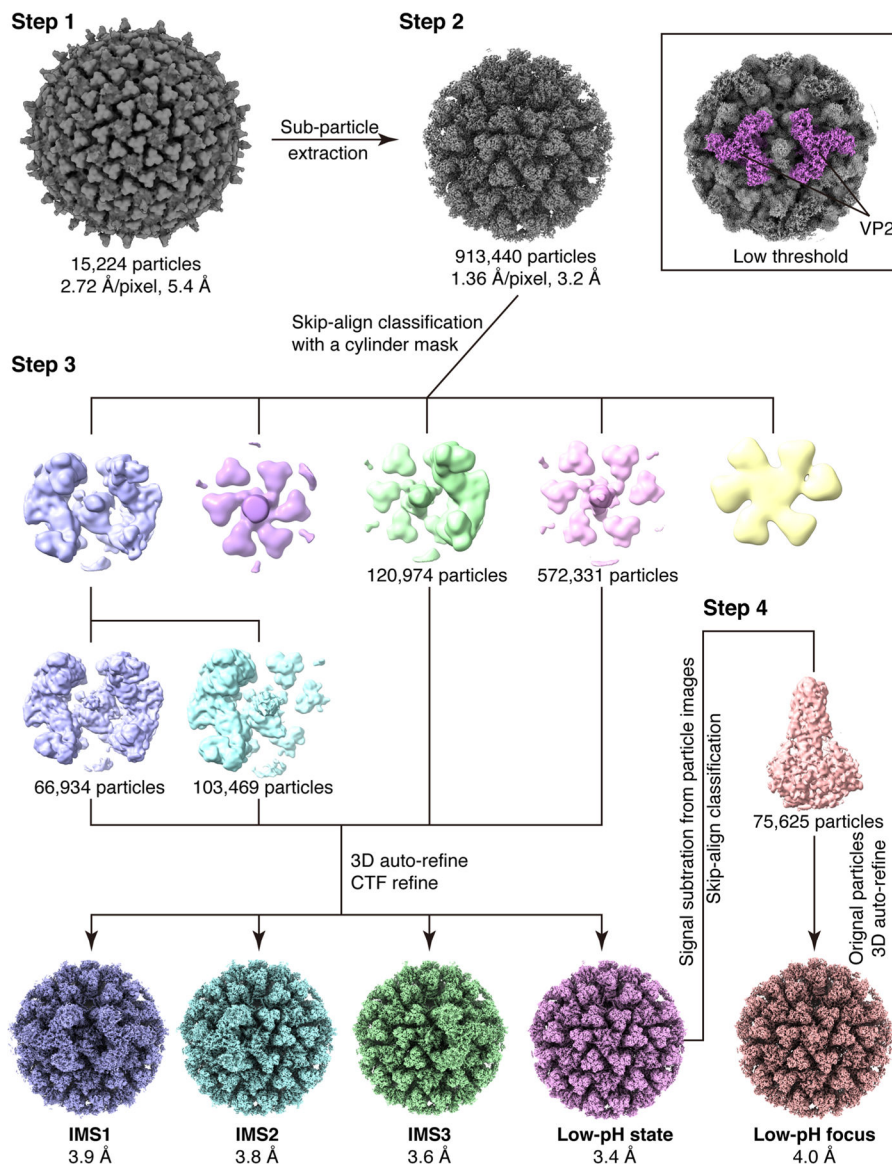 Step 1
Step 2
Sub-particle
extraction
VP2
Low threshold
15,224 particles
2.72 Å/pixel, 5.4 Å
913,440 particles
1.36 Å/pixel, 3.2 Å
Skip-align classification
with a cylinder mask
Step 3
120,974 particles
572,331 particles
Step 4
66,934 particles
103,469 particles
75,625 particles
Signal subtration from particle images
Skip-align classification
3D auto-refine
CTF refine
Orignal particles
3D auto-refine
IMS1
3.9 Å
IMS2
3.8 Å
IMS3
3.6 Å
Low-pH state
3.4 Å
Low-pH focus
4.0 Å